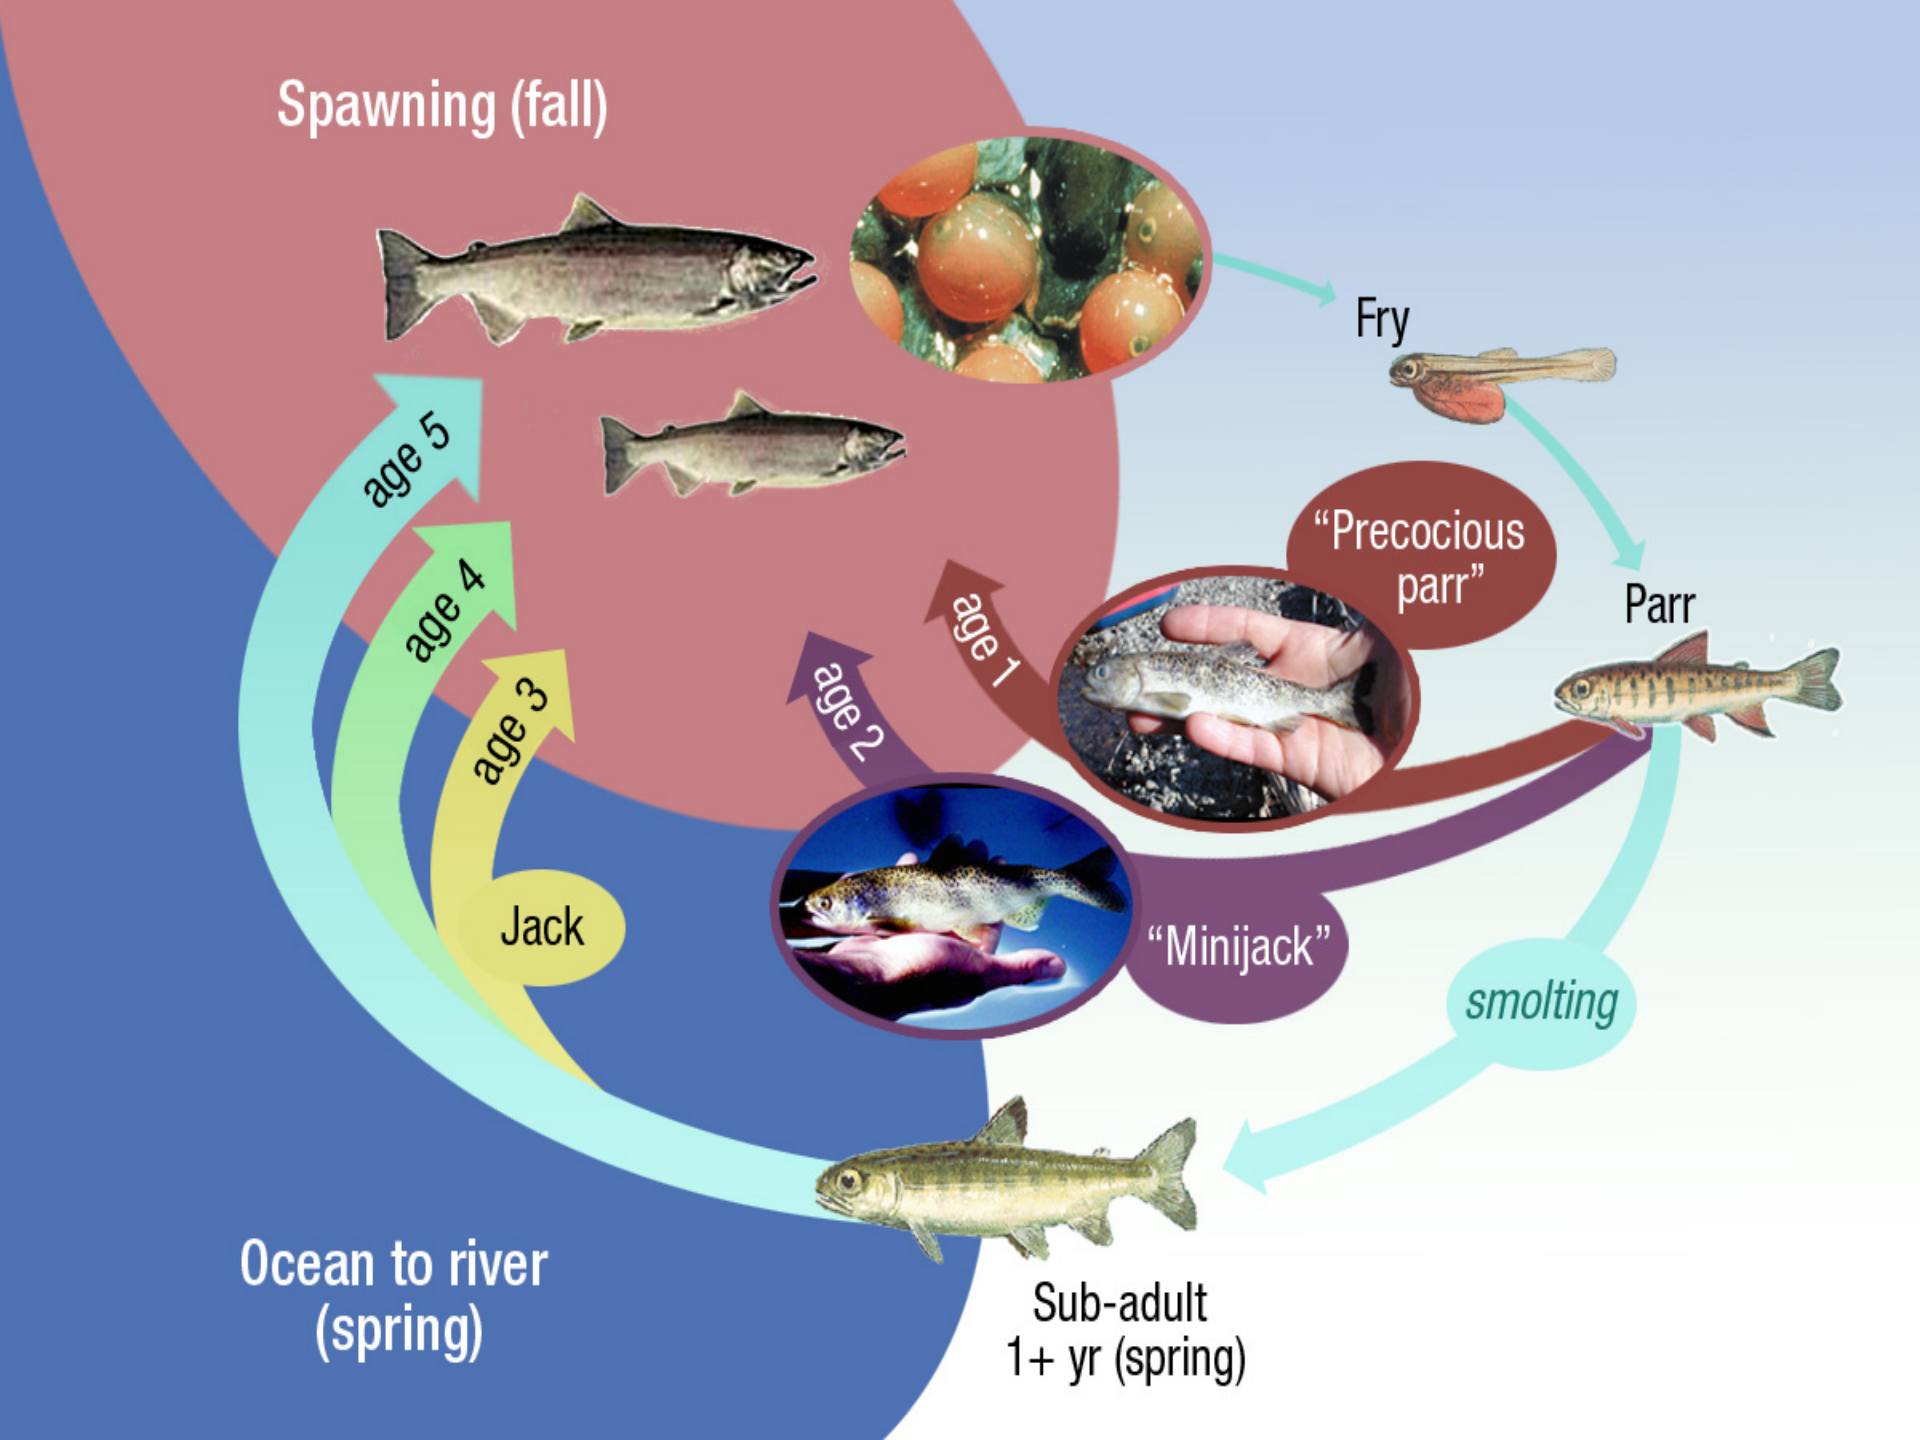 Spawning (fall)
Fry
age 5
"Precocious
parr"
age 4
Parr
age 1
age 3
age 2
Jack
"Minijack"
smolting
Ocean to river
(spring)
Sub-adult
1+ yr (spring)